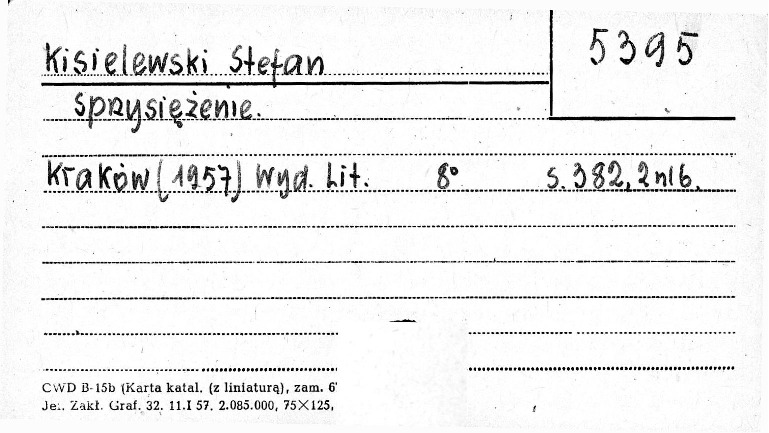 5395
Kisielewski Stefan
Sprzysiężenie.
Kraków (1957) Wyd. Lit. 8° s. 382, 2 nlb.
CWD B-15b (Karta katal. (z liniaturą), zam. 6
Jeł. Zakł. Graf. 32. 11.I 57. 2.085.000, 75×125,